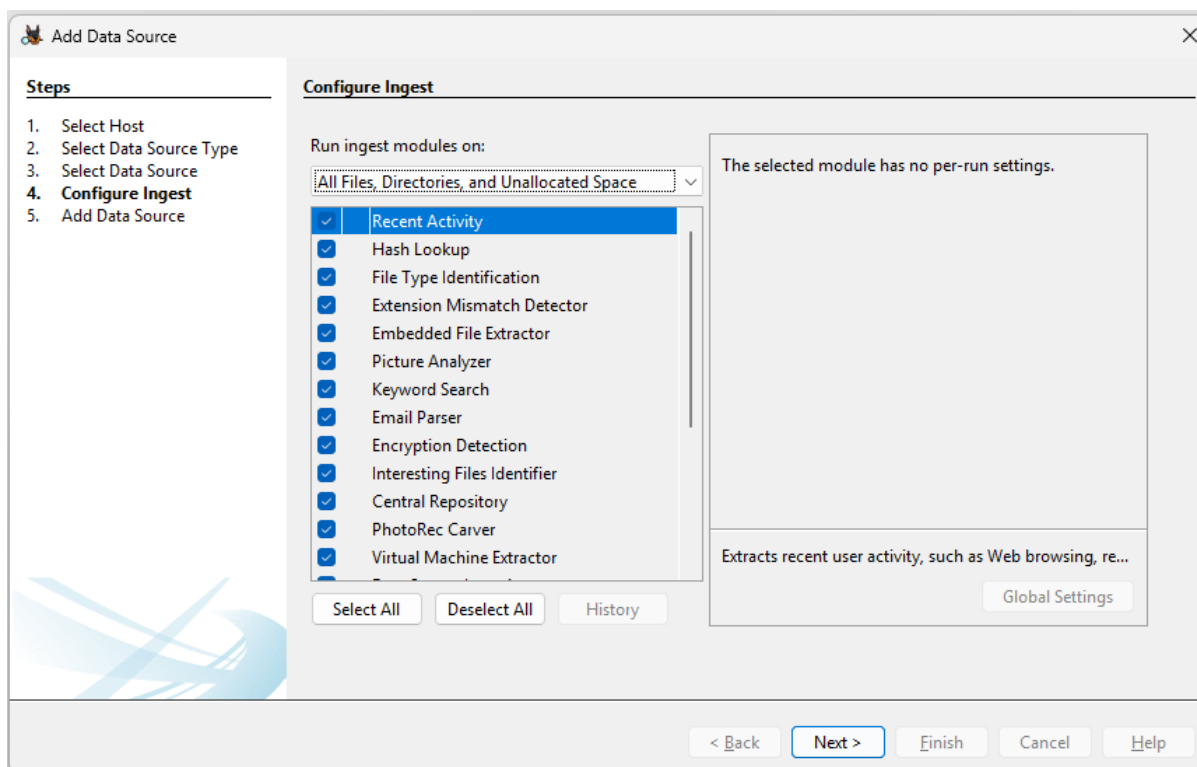 Add Data Source
Steps
1. Select Host
2. Select Data Source Type
3. Select Data Source
4. Configure Ingest
5. Add Data Source
Configure Ingest
Run ingest modules on:
All Files, Directories, and Unallocated Space
Recent Activity
Hash Lookup
File Type Identification
Extension Mismatch Detector
Embedded File Extractor
Picture Analyzer
Keyword Search
Email Parser
Encryption Detection
Interesting Files Identifier
Central Repository
PhotoRec Carver
Virtual Machine Extractor
Select All Deselect All History
The selected module has no per-run settings.
Extracts recent user activity, such as Web browsing, re...
Global Settings
< Back Next > Finish Cancel Help